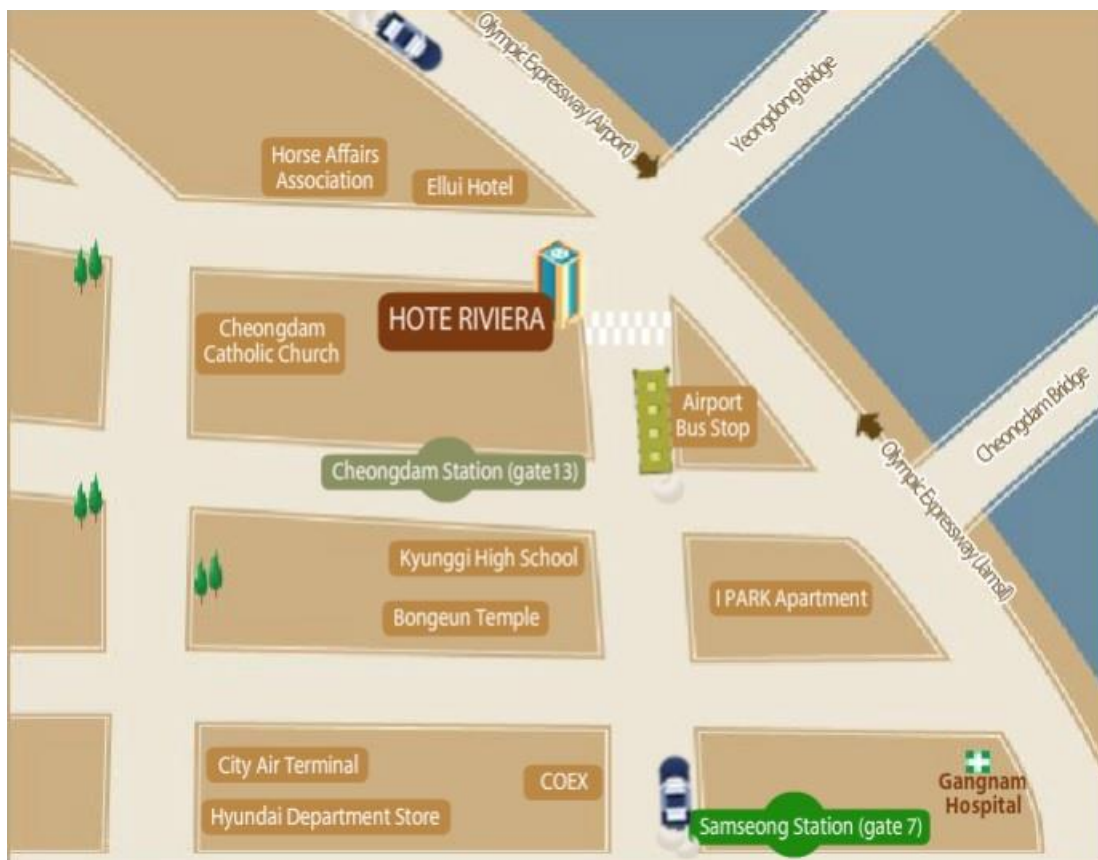 Olympic Expressway (Airport)
Yeongdong Bridge
Horse Affairs
Association
Ellui Hotel
HOTE RIVIERA
Cheongdam
Catholic Church
Airport
Bus Stop
Cheongdam Bridge
Cheongdam Station (gate13)
Olympic Expressway (Jamsil)
Kyunggi High School
I PARK Apartment
Bongeun Temple
City Air Terminal
COEX
Gangnam
Hospital
Hyundai Department Store
Samseong Station (gate 7)